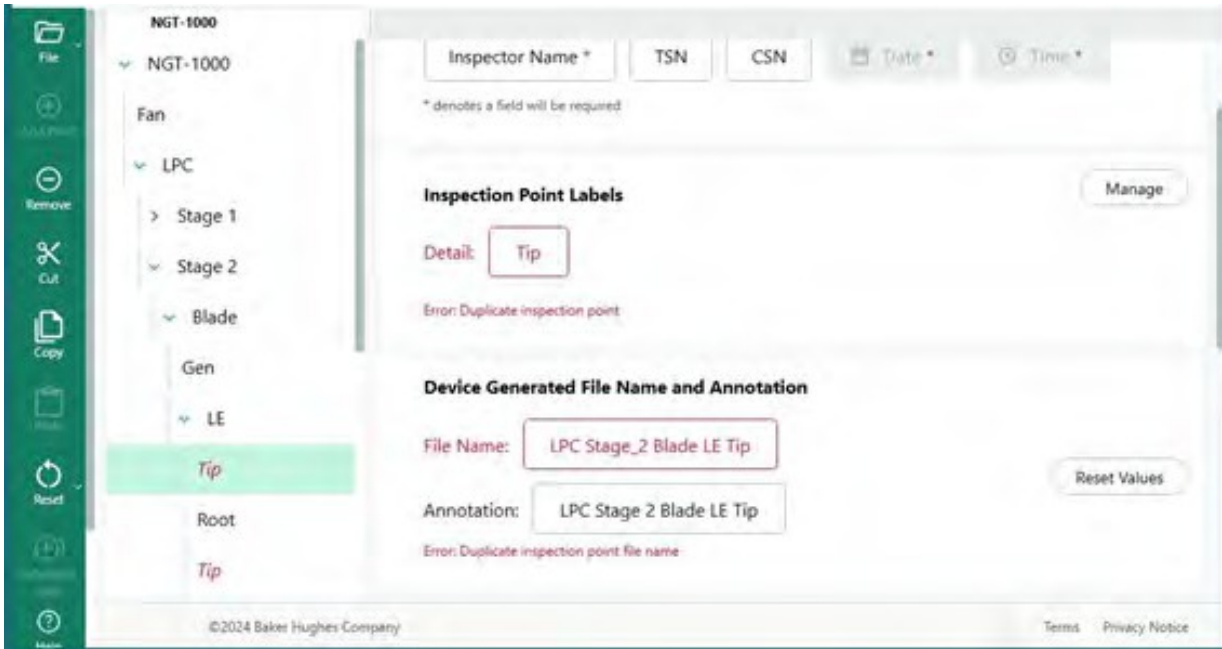 File
Remove
Cut
Copy
Reset
NGT-1000
NGT-1000
Fan
LPC
Stage 1
Stage 2
Blade
Gen
LE
Tip
Root
Tip
Inspector Name *
TSN
CSN
Date *
Time *
* denotes a field will be required
Inspection Point Labels
Manage
Detail:
Tip
Error: Duplicate inspection point
Device Generated File Name and Annotation
File Name:
LPC Stage_2 Blade LE Tip
Annotation:
LPC Stage 2 Blade LE Tip
Reset Values
Error: Duplicate inspection point file name
©2024 Baker Hughes Company
Terms
Privacy Notice